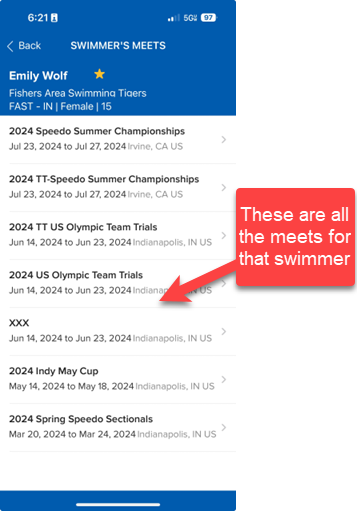 6:21
5G 97
Back SWIMMER'S MEETS
Emily Wolf
Fishers Area Swimming Tigers
FAST - IN | Female | 15
2024 Speedo Summer Championships
Jul 23, 2024 to Jul 27, 2024 Irvine, CA US
2024 TT-Speedo Summer Championships
Jul 23, 2024 to Jul 27, 2024 Irvine, CA US
2024 TT US Olympic Team Trials
Jun 14, 2024 to Jun 23, 2024 Indianapolis, IN US
2024 US Olympic Team Trials
Jun 14, 2024 to Jun 23, 2024 Indianapolis, IN US
XXX
Jun 14, 2024 to Jun 23, 2024 Indianapolis, IN US
2024 Indy May Cup
May 14, 2024 to May 18, 2024 Indianapolis, IN US
2024 Spring Speedo Sectionals
Mar 20, 2024 to Mar 24, 2024 Indianapolis, IN US
These are all
the meets for
that swimmer